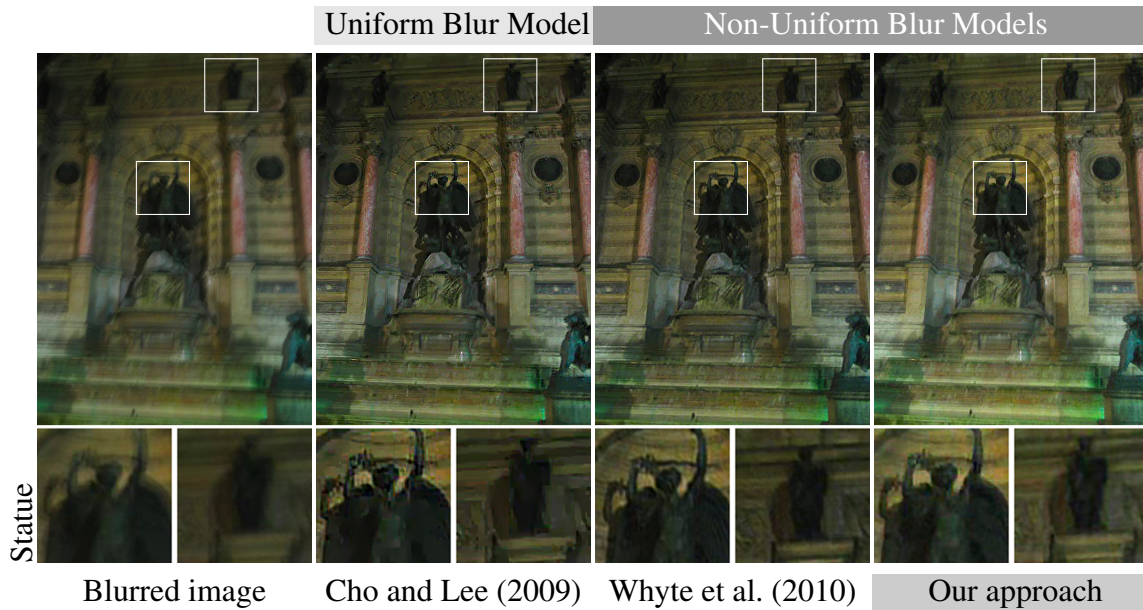 Uniform Blur Model
Non-Uniform Blur Models
Statue
Blurred image
Cho and Lee (2009)
Whyte et al. (2010)
Our approach